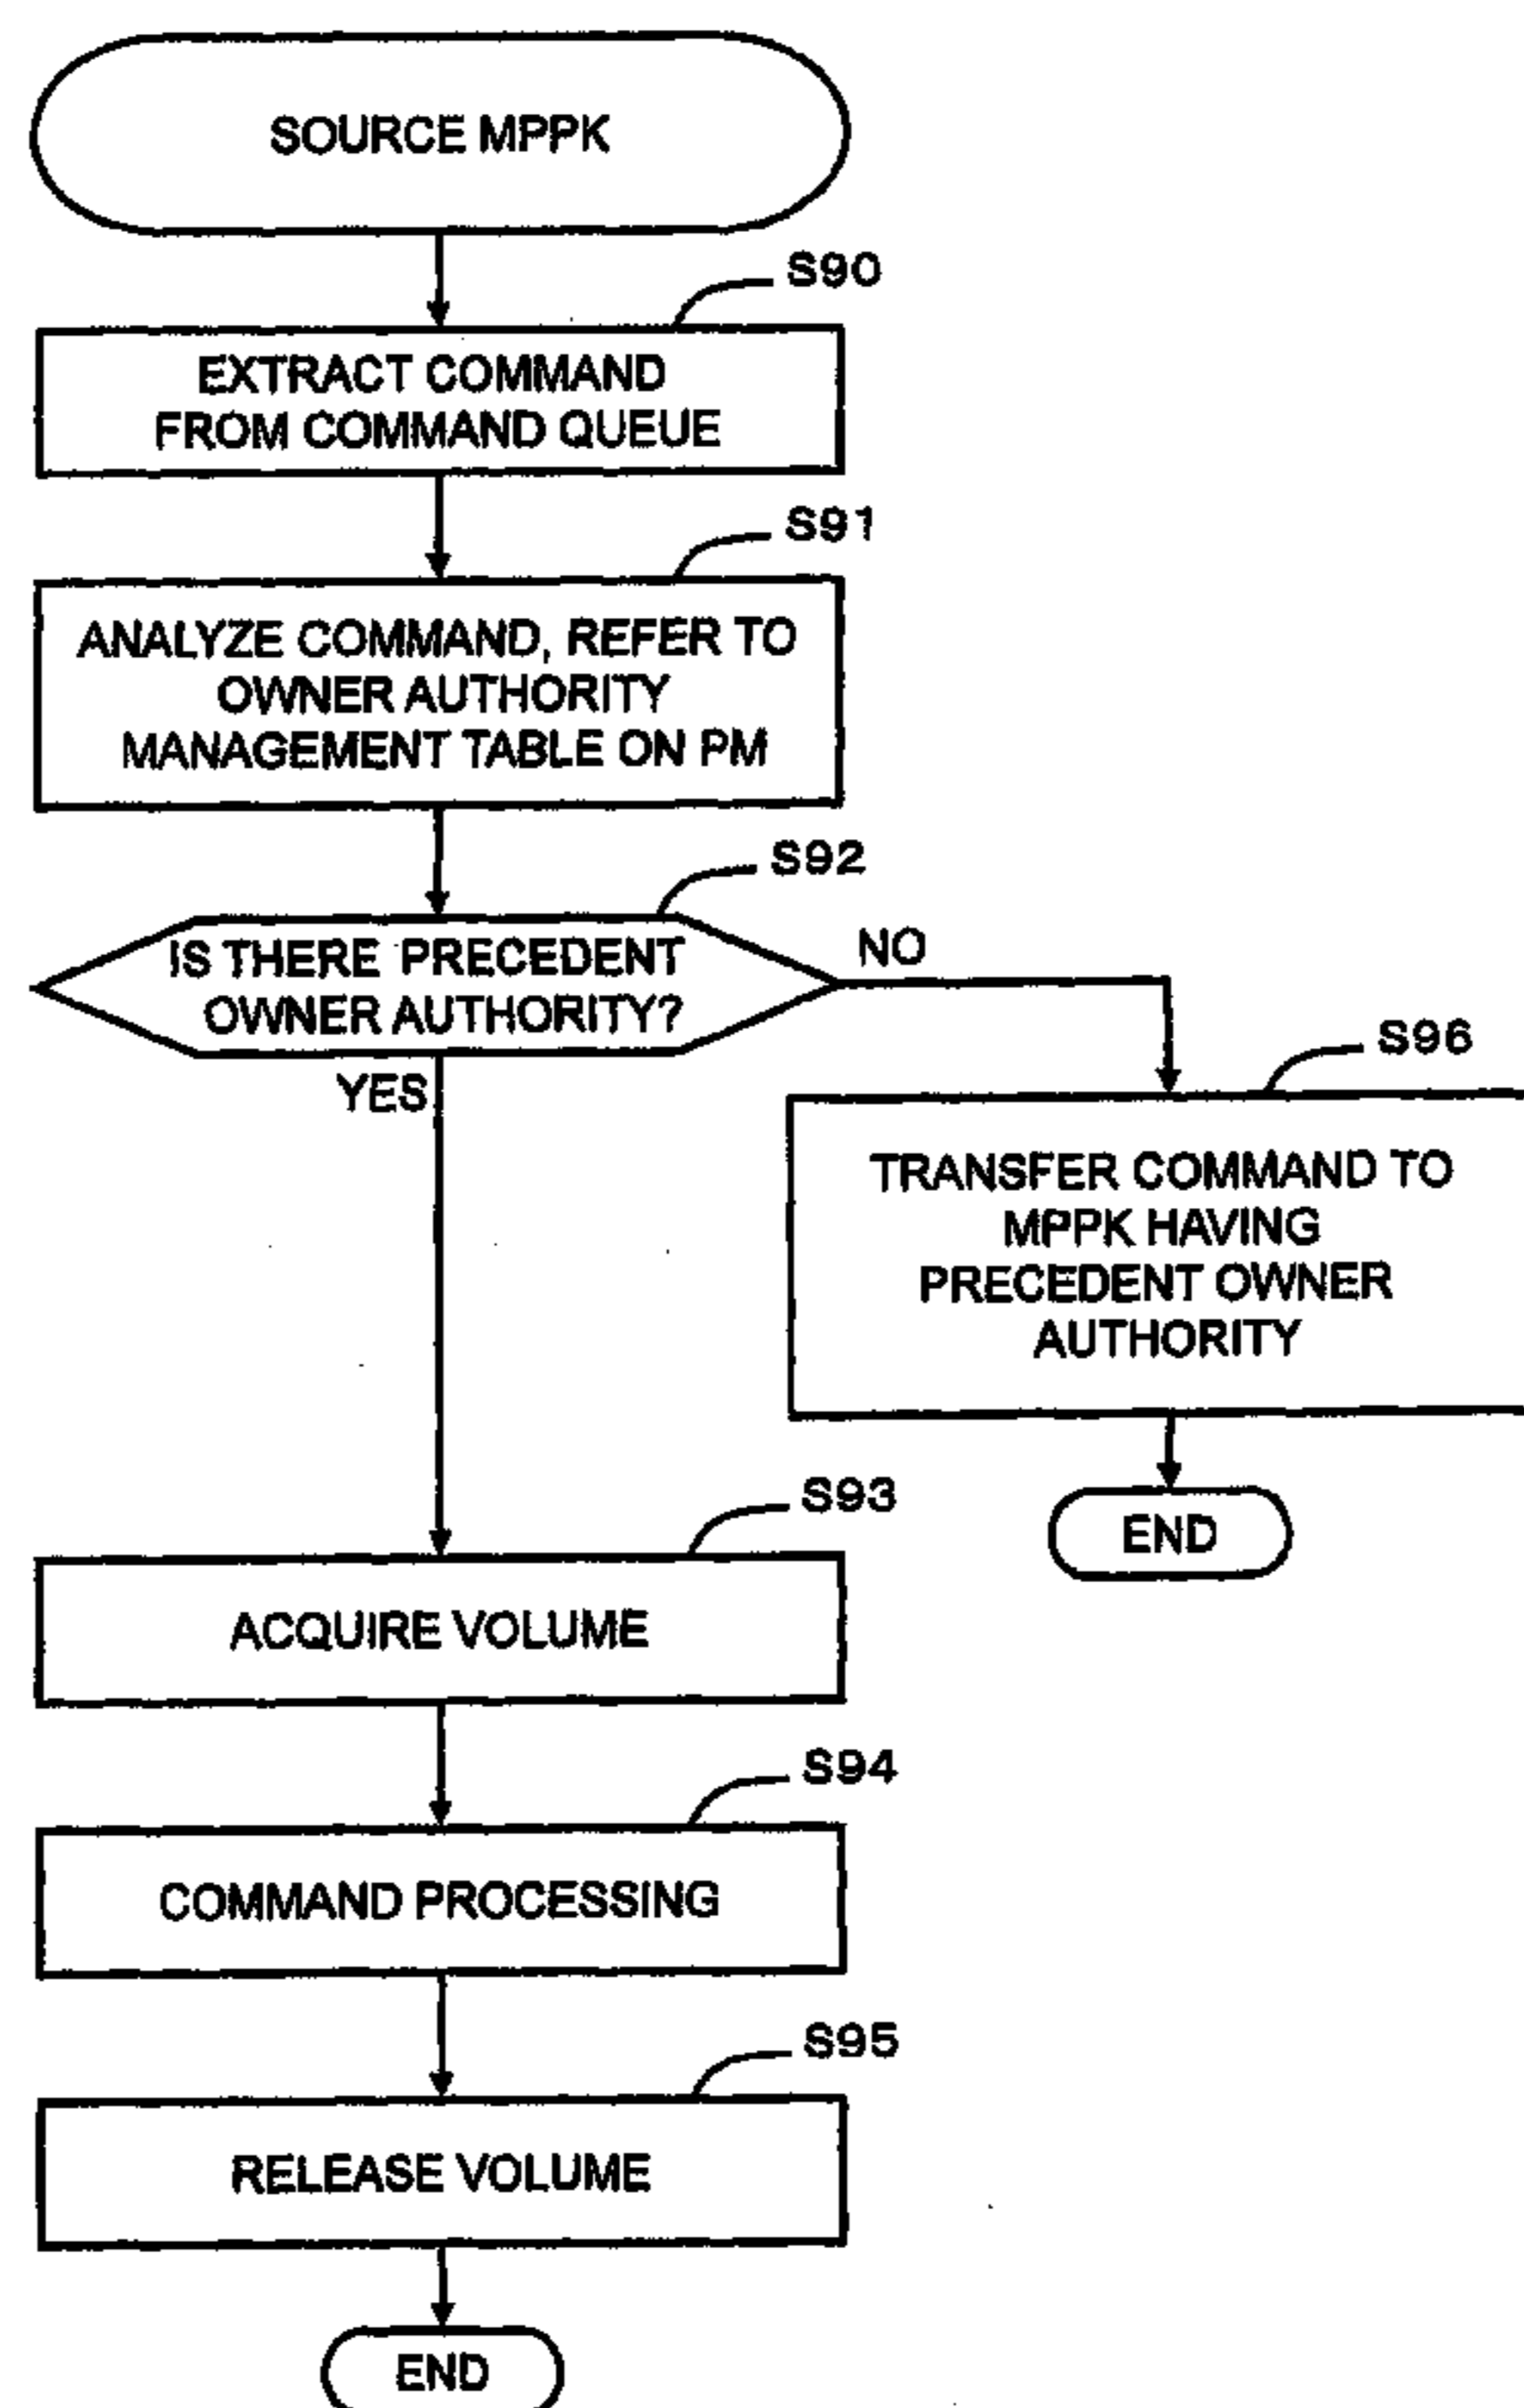 SOURCE MPPK
S90
EXTRACT COMMAND
FROM COMMAND QUEUE
S91
ANALYZE COMMAND, REFER TO
OWNER AUTHORITY
MANAGEMENT TABLE ON PM
S92
IS THERE PRECEDENT
OWNER AUTHORITY?
NO
YES
S96
TRANSFER COMMAND TO
MPPK HAVING
PRECEDENT OWNER
AUTHORITY
END
S93
ACQUIRE VOLUME
S94
COMMAND PROCESSING
S95
RELEASE VOLUME
END